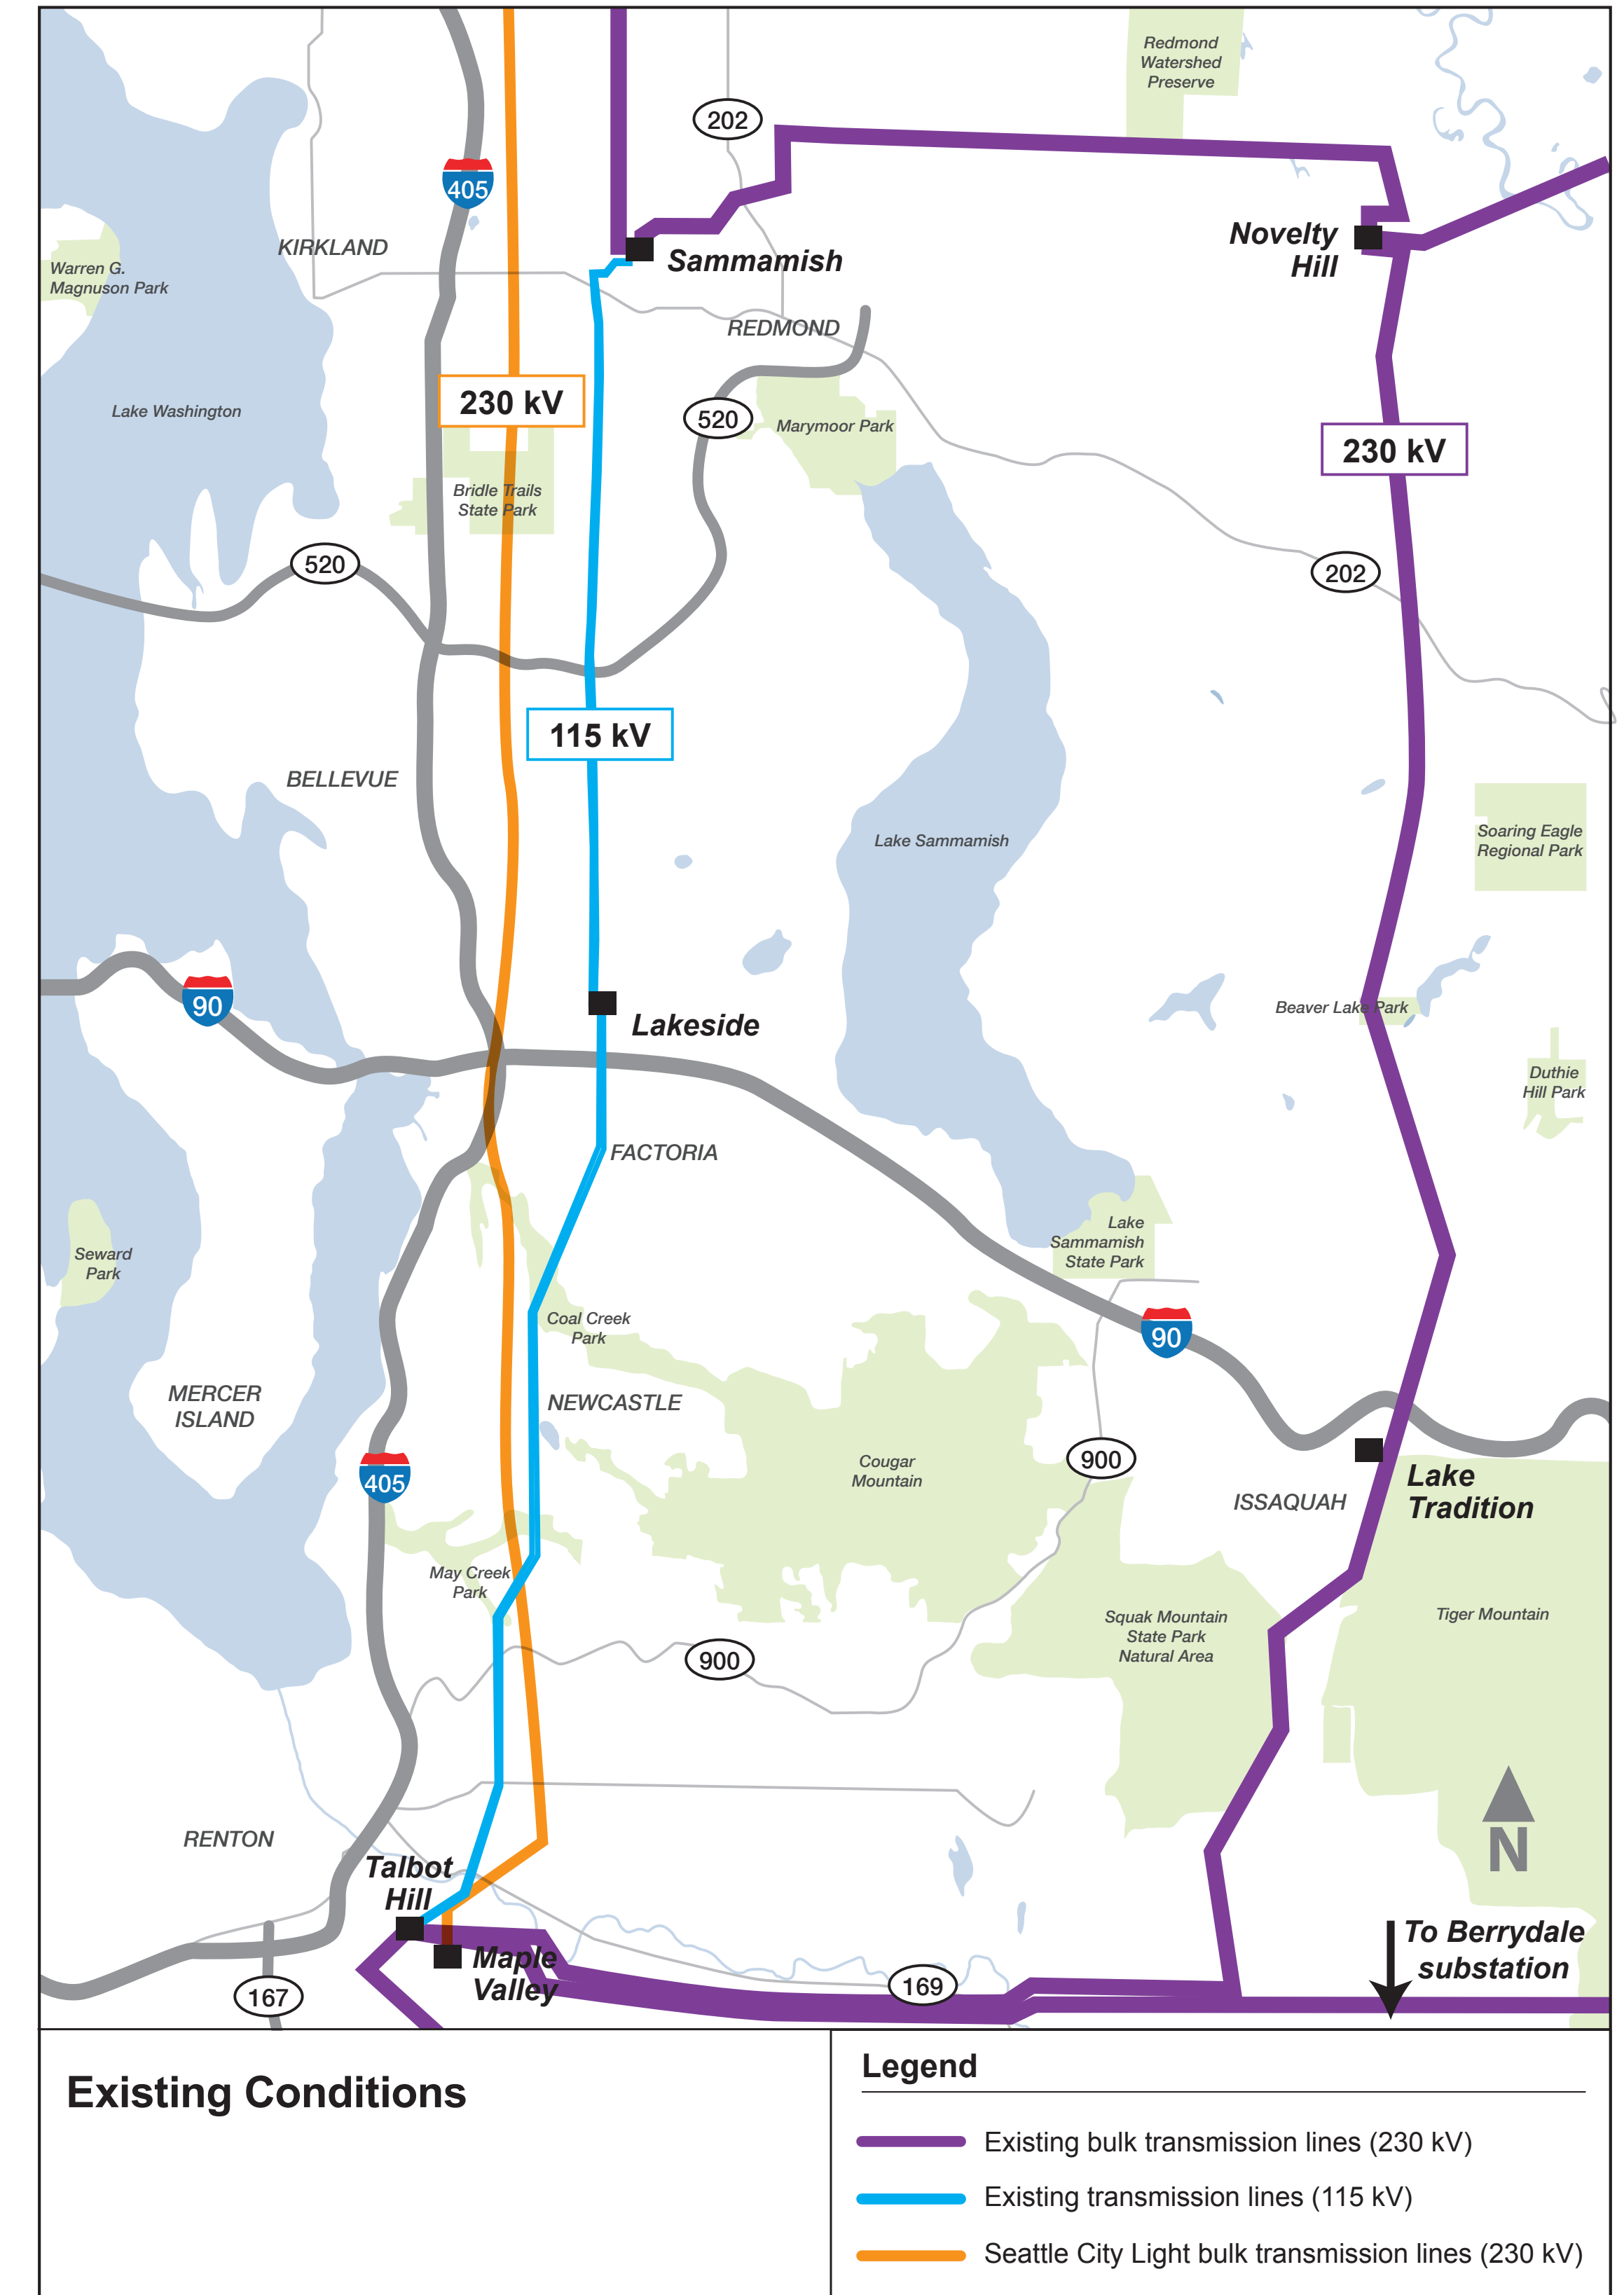 Redmond
Watershed
Preserve
202
405
Novelty
Hill
KIRKLAND
Sammamish
Warren G.
Magnuson Park
REDMOND
230 kV
Lake Washington
520
Marymoor Park
230 kV
Bridle Trails
State Park
520
202
115 kV
BELLEVUE
Lake Sammamish
Soaring Eagle
Regional Park
90
Lakeside
Beaver Lake Park
Duthie
Hill Park
FACTORIA
Lake
Sammamish
State Park
Seward
Park
Coal Creek
Park
90
MERCER
ISLAND
NEWCASTLE
405
Cougar
Mountain
900
Lake
Tradition
ISSAQUAH
May Creek
Park
Squak Mountain
State Park
Natural Area
Tiger Mountain
900
N
RENTON
Talbot
Hill
Maple
Valley
To Berrydale
substation
169
167
Existing Conditions
Legend
Existing bulk transmission lines (230 kV)
Existing transmission lines (115 kV)
Seattle City Light bulk transmission lines (230 kV)